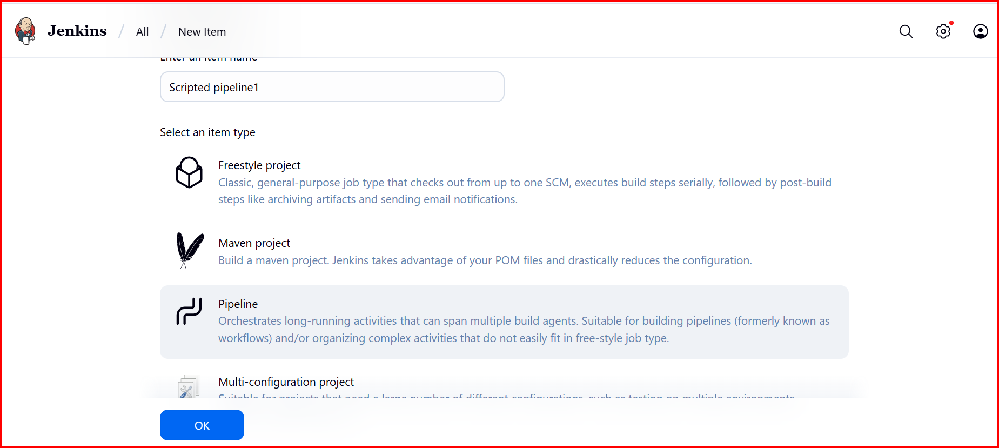 Jenkins / All / New Item
Enter an item name
Scripted pipeline1
Select an item type
Freestyle project
Classic, general-purpose job type that checks out from up to one SCM, executes build steps serially, followed by post-build
steps like archiving artifacts and sending email notifications.
Maven project
Build a maven project. Jenkins takes advantage of your POM files and drastically reduces the configuration.
Pipeline
Orchestrates long-running activities that can span multiple build agents. Suitable for building pipelines (formerly known as
workflows) and/or organizing complex activities that do not easily fit in free-style job type.
Multi-configuration project
Suitable for projects that need a large number of different configurations, such as testing on multiple environments
OK